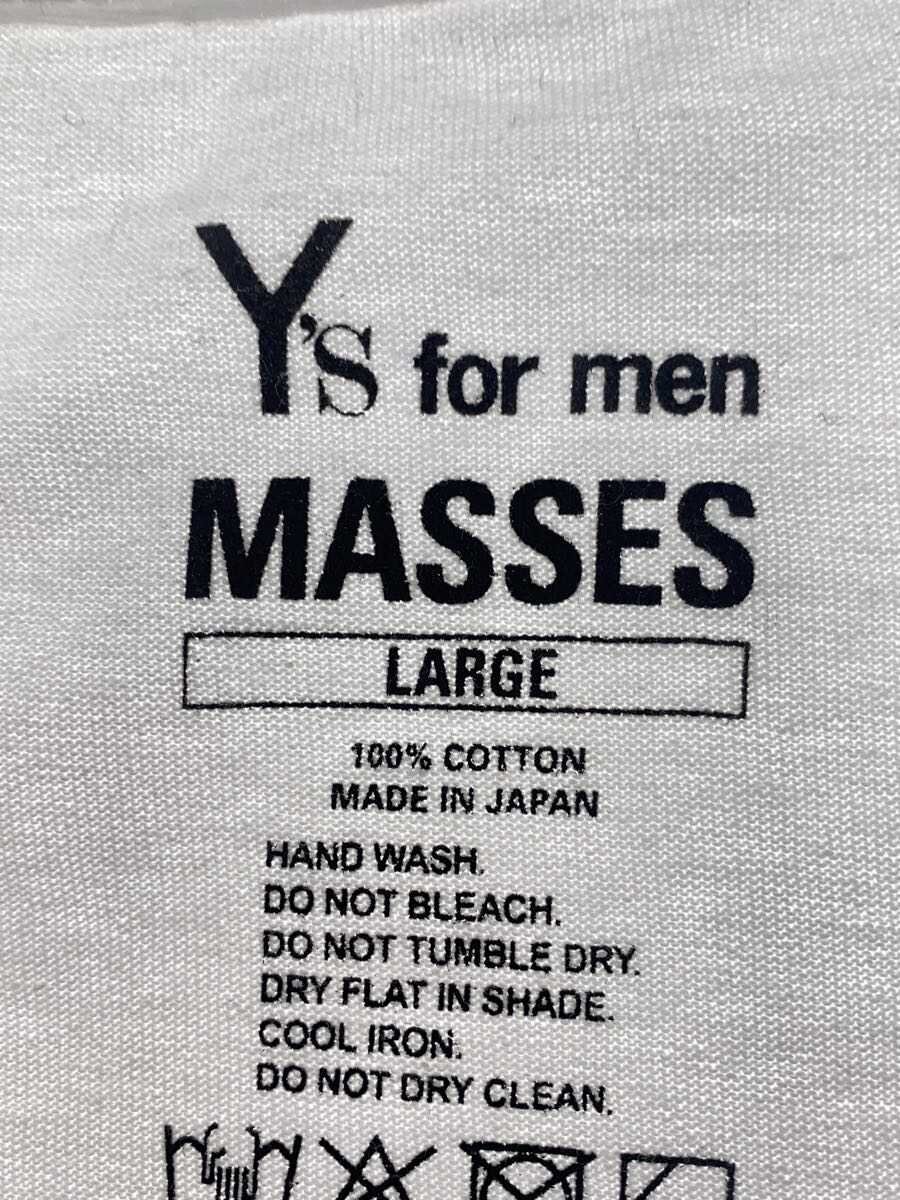 Y's for men
MASSES
LARGE
100% COTTON
MADE IN JAPAN
HAND WASH.
DO NOT BLEACH.
DO NOT TUMBLE DRY.
DRY FLAT IN SHADE.
COOL IRON.
DO NOT DRY CLEAN.